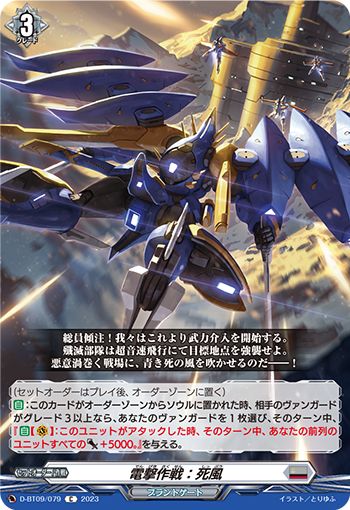 3
グレード
総員傾注！我々はこれより武力介入を開始する。
殲滅部隊は超音速飛行にて目標地点を強襲せよ。
悪意渦巻く戦場に、青き死の風を吹かせるのだ――！
(セットオーダーはプレイ後、オーダーゾーンに置く)
自:このカードがオーダーゾーンからソウルに置かれた時、相手のヴァンガードがグレード3以上なら、あなたのヴァンガードを1枚選び、そのターン中、
『自:このユニットがアタックした時、そのターン中、あなたの前列のユニットすべての+5000。』を与える。
セットオーダー
電撃作戦：死風
D-BT09/079 C 2023
ブラントゲート
イラスト／とりゆふ